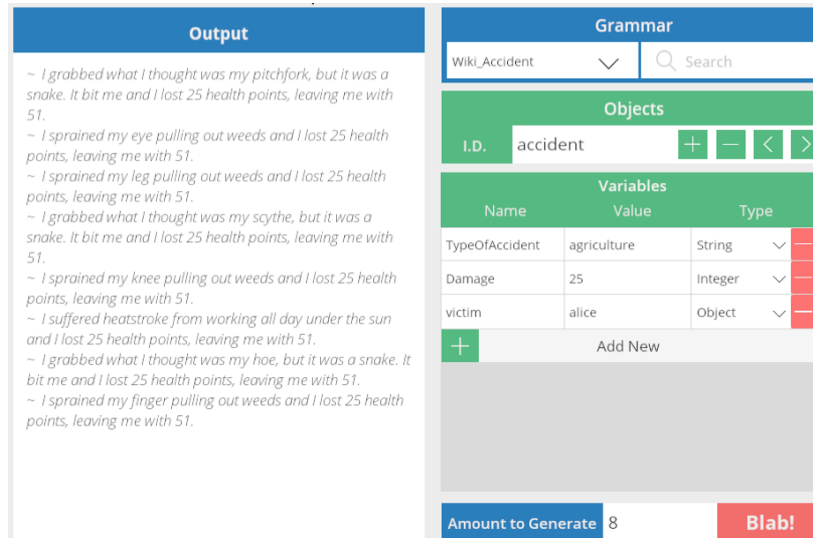 Output
~ I grabbed what I thought was my pitchfork, but it was a
snake. It bit me and I lost 25 health points, leaving me with
51.
~ I sprained my eye pulling out weeds and I lost 25 health
points, leaving me with 51.
~ I sprained my leg pulling out weeds and I lost 25 health
points, leaving me with 51.
~ I grabbed what I thought was my scythe, but it was a
snake. It bit me and I lost 25 health points, leaving me with
51.
~ I sprained my knee pulling out weeds and I lost 25 health
points, leaving me with 51.
~ I suffered heatstroke from working all day under the sun
and I lost 25 health points, leaving me with 51.
~ I grabbed what I thought was my hoe, but it was a snake. It
bit me and I lost 25 health points, leaving me with 51.
~ I sprained my finger pulling out weeds and I lost 25 health
points, leaving me with 51.
Grammar
Wiki_Accident Search
Objects
I.D. accident
Variables
Name Value Type
TypeOfAccident agriculture String
Damage 25 Integer
victim alice Object
Add New
Amount to Generate 8 Blab!